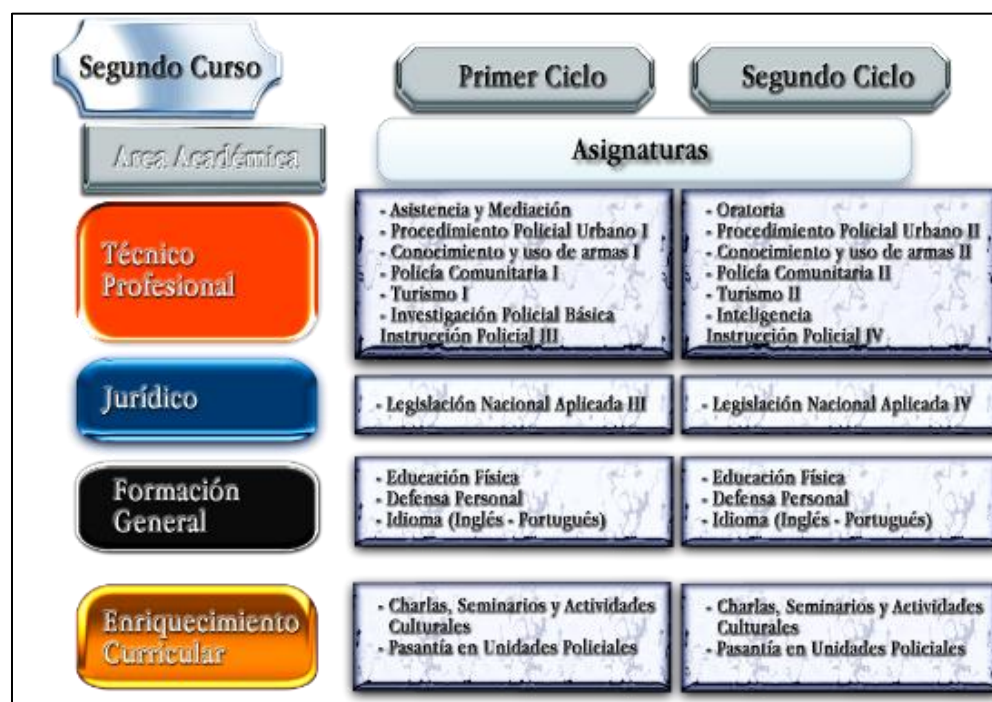 Segundo Curso
Primer Ciclo
Segundo Ciclo
Area Académica
Asignaturas
Técnico
Profesional
- Asistencia y Mediación
- Procedimiento Policial Urbano I
- Conocimiento y uso de armas I
- Policía Comunitaria I
- Turismo I
- Investigación Policial Básica
Instrucción Policial III
- Oratoria
- Procedimiento Policial Urbano II
- Conocimiento y uso de armas II
- Policía Comunitaria II
- Turismo II
- Inteligencia
Instrucción Policial IV
Jurídico
- Legislación Nacional Aplicada III
- Legislación Nacional Aplicada IV
Formación
General
- Educación Física
- Defensa Personal
- Idioma (Inglés - Portugués)
- Educación Física
- Defensa Personal
- Idioma (Inglés - Portugués)
Enriquecimiento
Currícular
- Charlas, Seminarios y Actividades
Culturales
- Pasantía en Unidades Policiales
- Charlas, Seminarios y Actividades
Culturales
- Pasantía en Unidades Policiales